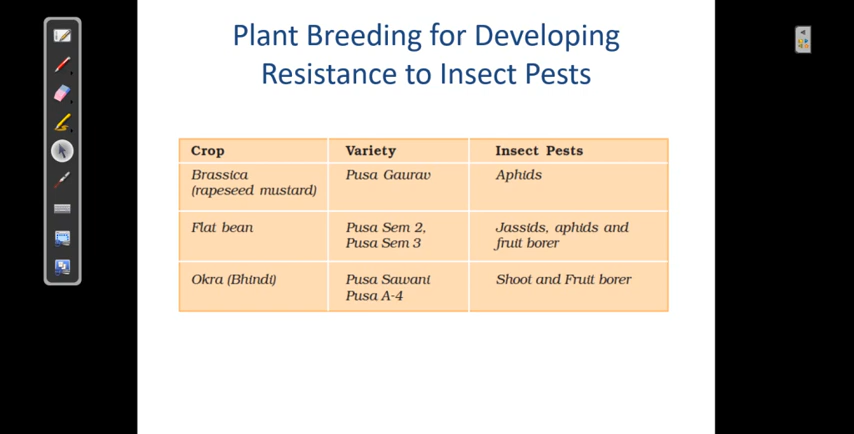 Plant Breeding for Developing
Resistance to Insect Pests
Crop Variety Insect Pests
Brassica Pusa Gaurav Aphids
(rapeseed mustard)
Flat bean Pusa Sem 2, Jassids, aphids and
Pusa Sem 3 fruit borer
Okra (Bhindi) Pusa Sawani Shoot and Fruit borer
Pusa A-4